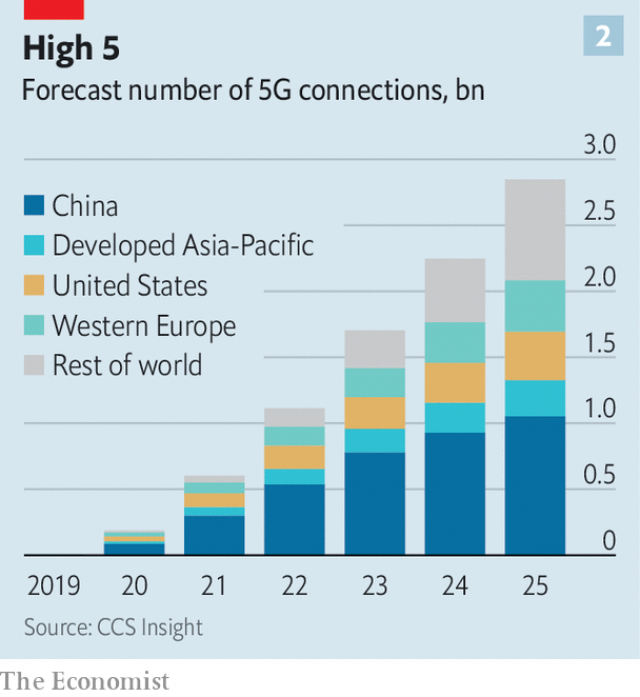 High 5
2
Forecast number of 5G connections, bn
3.0
China
2.5
Developed Asia-Pacific
United States
2.0
Western Europe
Rest of world
1.5
1.0
0.5
0
2019 20 21 22 23 24 25
Source: CCS Insight
The Economist